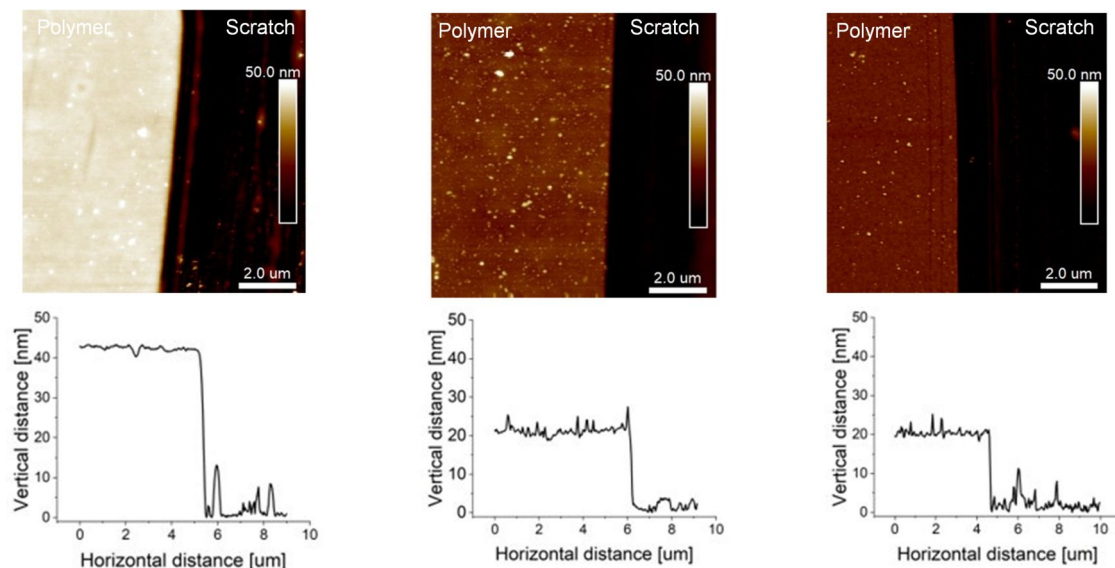 Polymer Scratch
50.0 nm
2.0 um
Polymer Scratch
50.0 nm
2.0 um
Polymer Scratch
50.0 nm
2.0 um
50
40
30
20
10
0
Vertical distance [nm]
0 2 4 6 8 10
Horizontal distance [um]
50
40
30
20
10
0
Vertical distance [nm]
0 2 4 6 8 10
Horizontal distance [um]
50
40
30
20
10
0
Vertical distance [nm]
0 2 4 6 8 10
Horizontal distance [um]